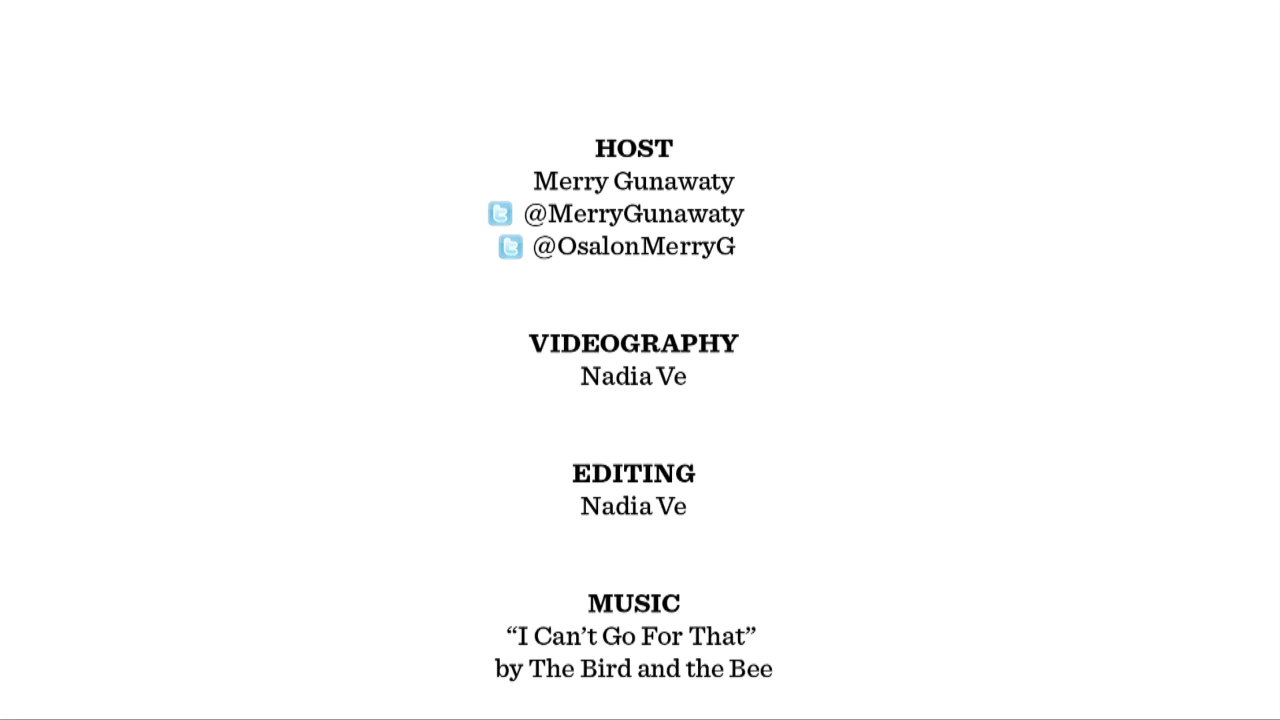 HOST
Merry Gunawaty
@MerryGunawaty
@OsalonMerryG
VIDEOGRAPHY
Nadia Ve
EDITING
Nadia Ve
MUSIC
“I Can’t Go For That”
by The Bird and the Bee